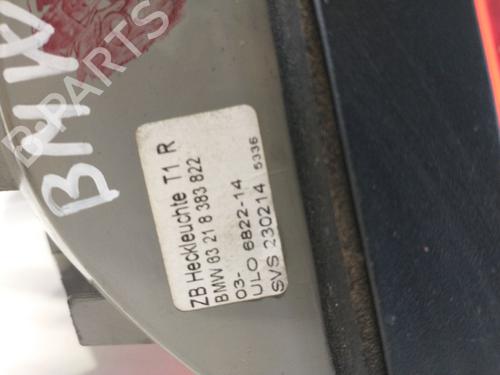 BMW
B-PARTS
ZB Heckleuchte T1 R
BMW 63 21 8 383 822
03-
ULO 6822-14 5336
SVS 230214